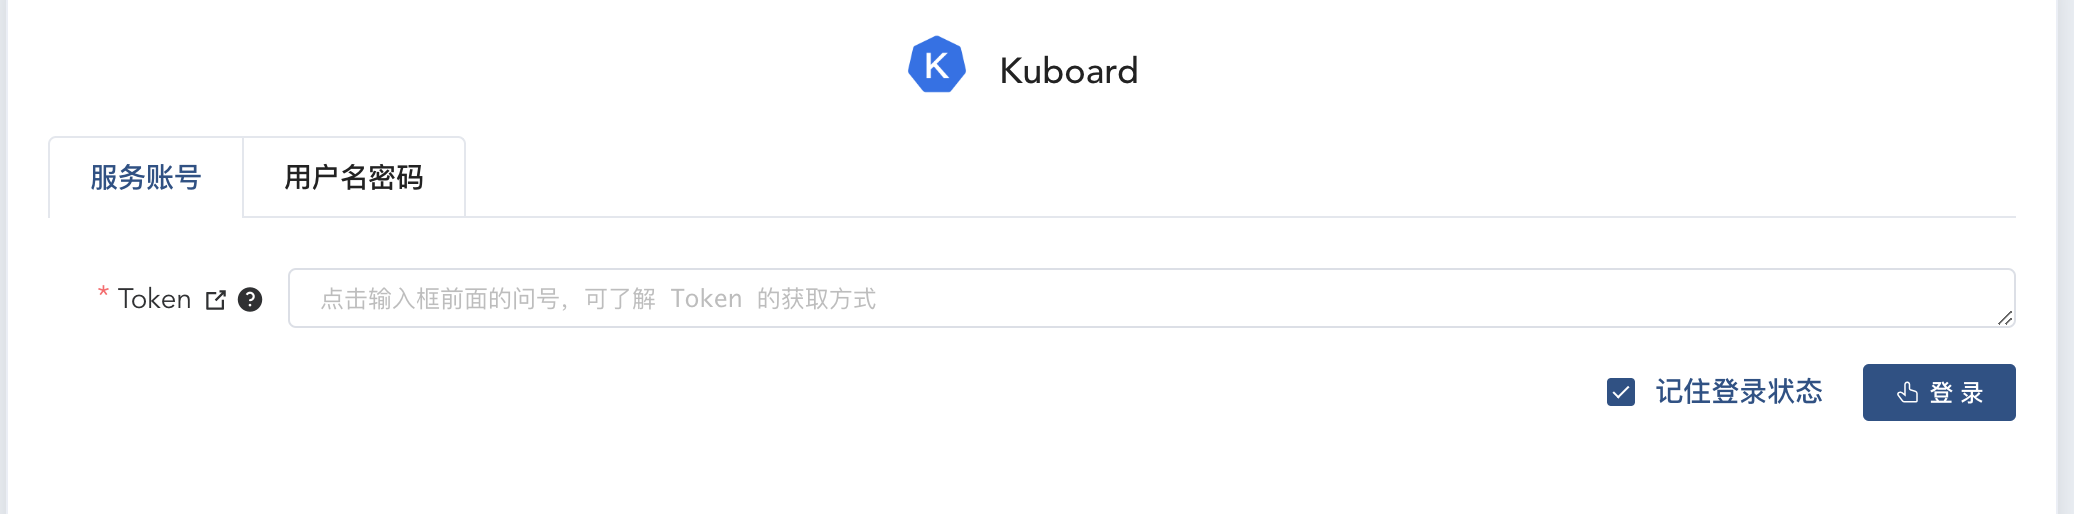 K Kuboard
服务账号 用户名密码
* Token ? 点击输入框前面的问号，可了解 Token 的获取方式
记住登录状态 登 录